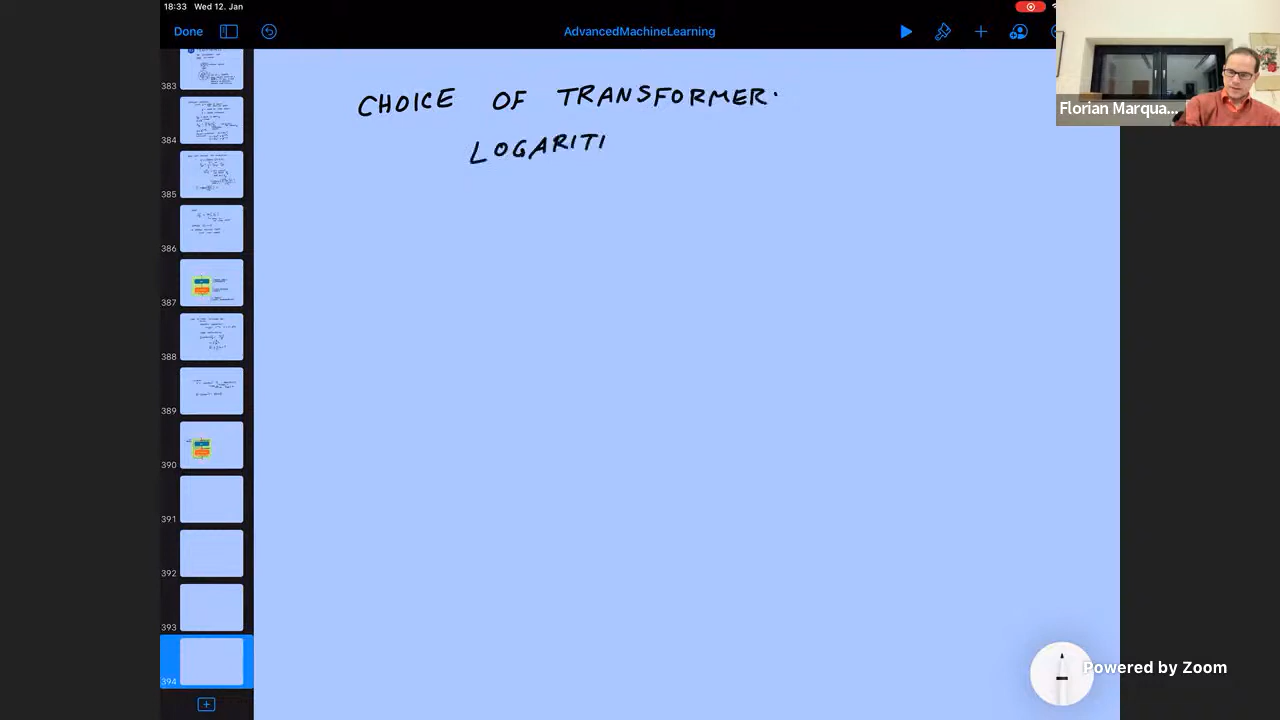 18:33 Wed 12. Jan
Done
AdvancedMachineLearning
Florian Marqua...
CHOICE OF TRANSFORMER.
LOGARITI
383
384
385
386
387
388
389
390
391
392
393
394
Powered by Zoom